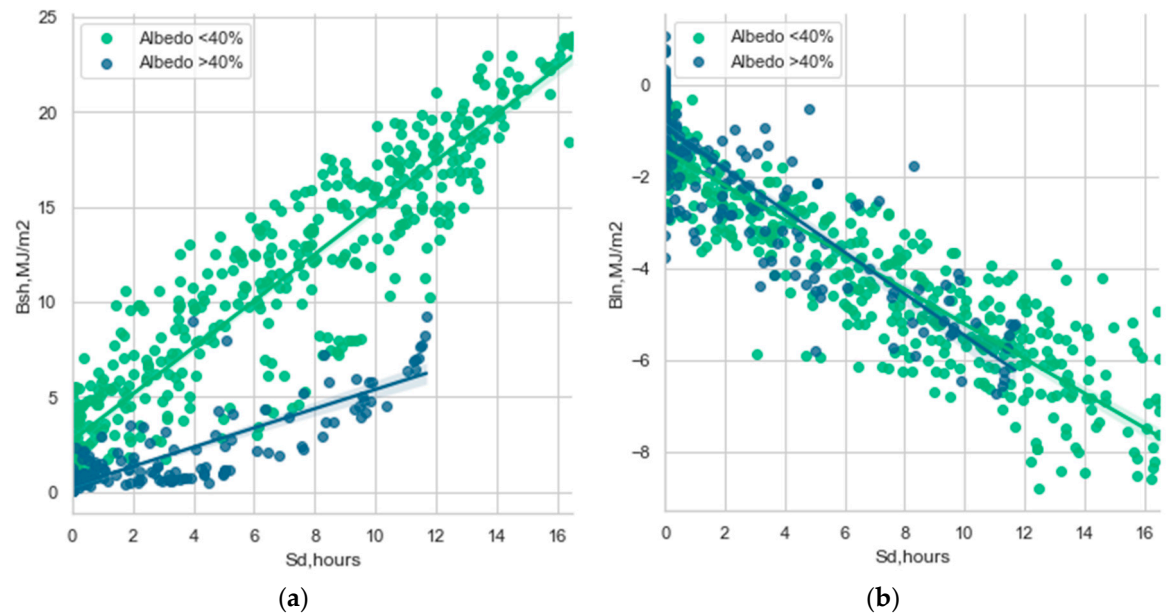 Albedo <40%
Albedo >40%
25
20
15
10
5
0
Bsh,MJ/m2
0 2 4 6 8 10 12 14 16
Sd,hours
(a)
Albedo <40%
Albedo >40%
0
−2
−4
−6
−8
Bln,MJ/m2
0 2 4 6 8 10 12 14 16
Sd,hours
(b)